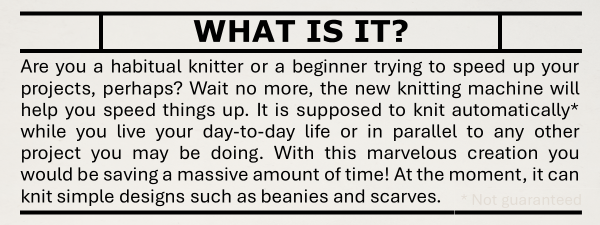 WHAT IS IT?
Are you a habitual knitter or a beginner trying to speed up your
projects, perhaps? Wait no more, the new knitting machine will
help you speed things up. It is supposed to knit automatically*
while you live your day-to-day life or in parallel to any other
project you may be doing. With this marvelous creation you
would be saving a massive amount of time! At the moment, it can
knit simple designs such as beanies and scarves. * Not guaranteed